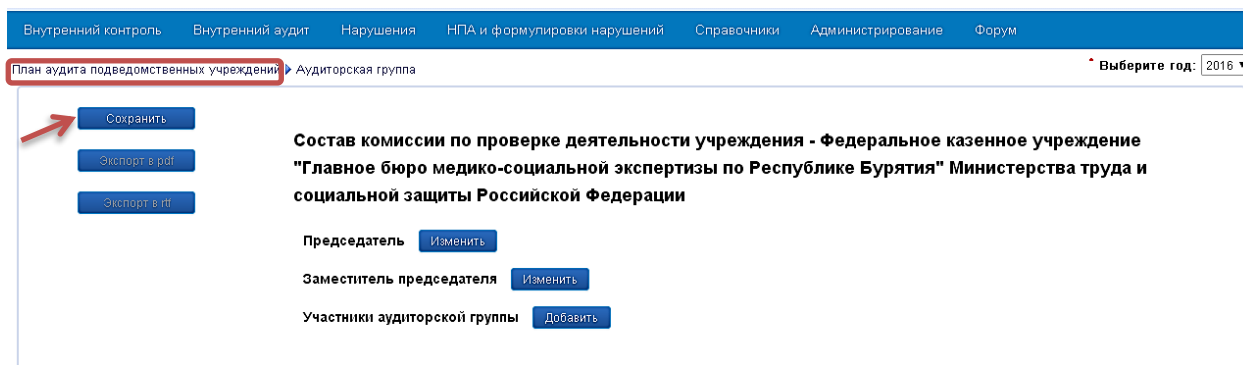 Внутренний контроль Внутренний аудит Нарушения НПА и формулировки нарушений Справочники Администрирование Форум
План аудита подведомственных учреждений Аудиторская группа * Выберите год: 2016
Сохранить
Экспорт в pdf
Экспорт в rtf
Состав комиссии по проверке деятельности учреждения - Федеральное казенное учреждение
"Главное бюро медико-социальной экспертизы по Республике Бурятия" Министерства труда и
социальной защиты Российской Федерации
Председатель Изменить
Заместитель председателя Изменить
Участники аудиторской группы Добавить